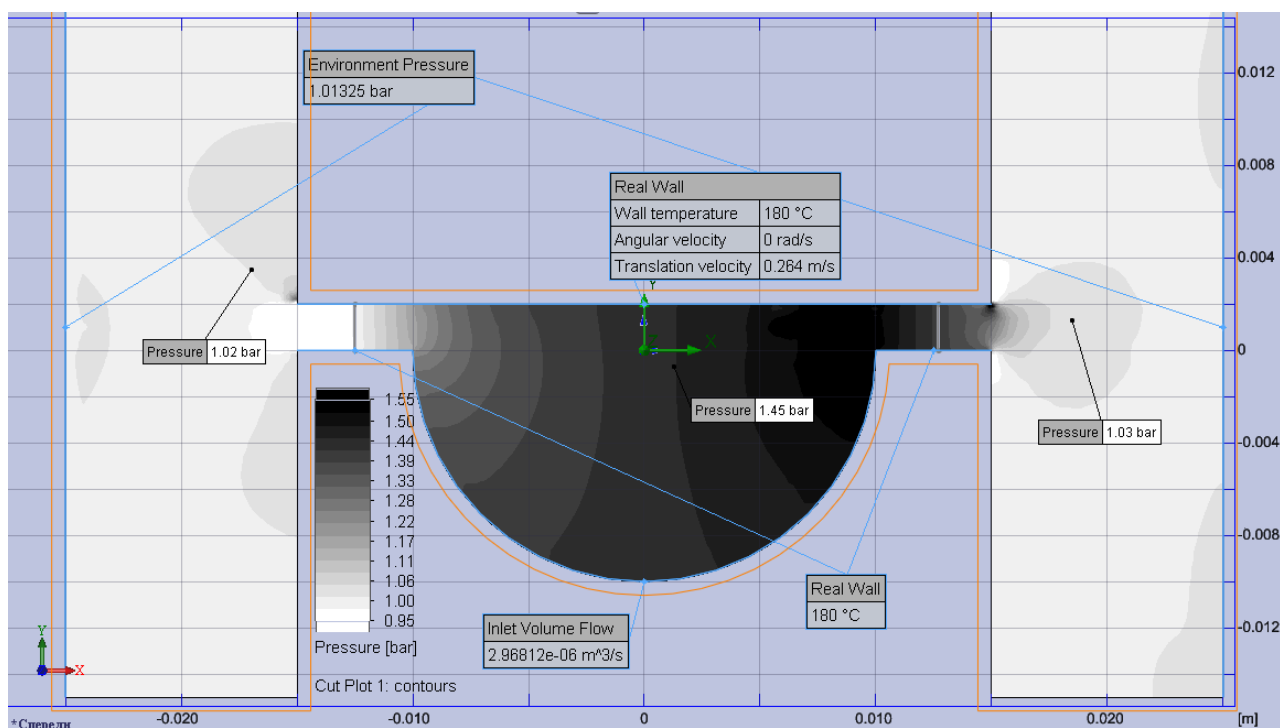 Environment Pressure
1.01325 bar
0.012
0.008
Real Wall
Wall temperature 180 °C
Angular velocity 0 rad/s
Translation velocity 0.264 m/s
0.004
Y
Pressure 1.02 bar
X
0
1.55
1.50
1.44
1.39
1.33
1.28
1.22
1.17
1.11
1.06
1.00
0.95
Pressure [bar]
Cut Plot 1: contours
Pressure 1.45 bar
Pressure 1.03 bar
-0.004
-0.008
Real Wall
180 °C
Inlet Volume Flow
2.96812e-06 m^3/s
-0.012
Y
X
*Спереди
-0.020 -0.010 0 0.010 0.020 [m]